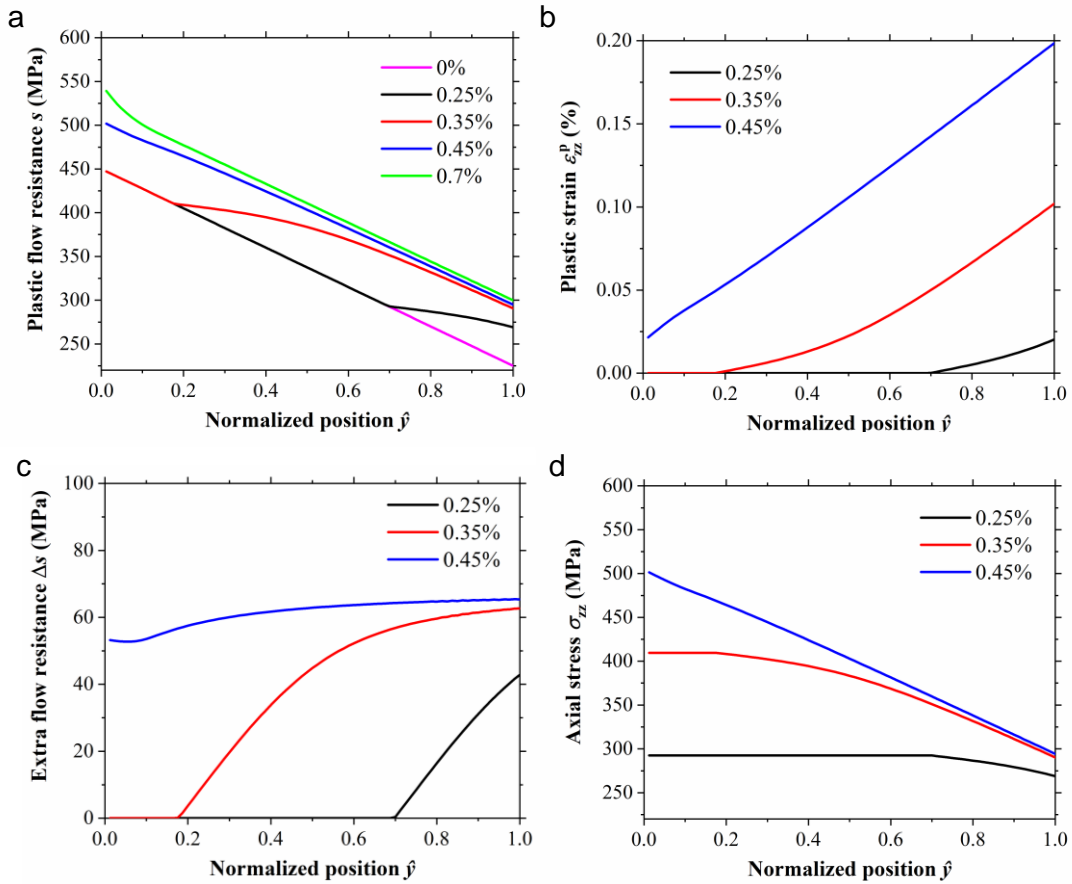 a
600
550
500
450
400
350
300
250
0.0 0.2 0.4 0.6 0.8 1.0
Plastic flow resistance s (MPa)
Normalized position ŷ
0%
0.25%
0.35%
0.45%
0.7%
b
0.20
0.15
0.10
0.05
0.00
0.0 0.2 0.4 0.6 0.8 1.0
Plastic strain ε_zz^p (%)
Normalized position ŷ
0.25%
0.35%
0.45%
c
100
80
60
40
20
0
0.0 0.2 0.4 0.6 0.8 1.0
Extra flow resistance Δs (MPa)
Normalized position ŷ
0.25%
0.35%
0.45%
d
600
550
500
450
400
350
300
250
0.0 0.2 0.4 0.6 0.8 1.0
Axial stress σ_zz (MPa)
Normalized position ŷ
0.25%
0.35%
0.45%